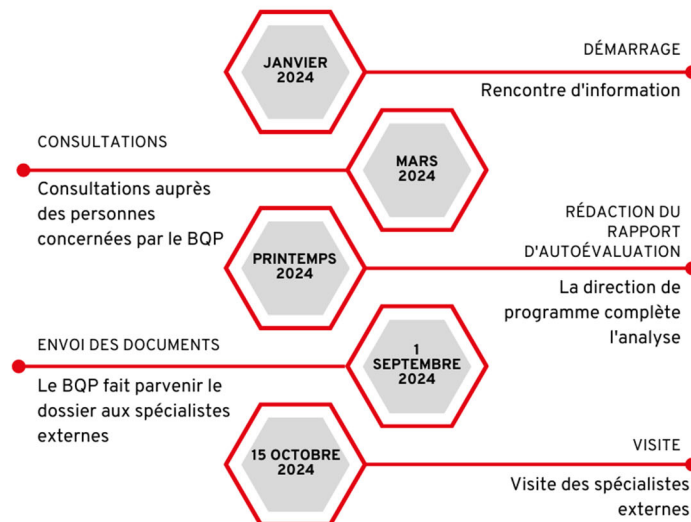 JANVIER
2024
DÉMARRAGE
Rencontre d'information
CONSULTATIONS
Consultations auprès
des personnes
concernées par le BQP
MARS
2024
PRINTEMPS
2024
RÉDACTION DU
RAPPORT
D'AUTOÉVALUATION
La direction de
programme complète
l'analyse
ENVOI DES DOCUMENTS
Le BQP fait parvenir le
dossier aux spécialistes
externes
1
SEPTEMBRE
2024
15 OCTOBRE
2024
VISITE
Visite des spécialistes
externes